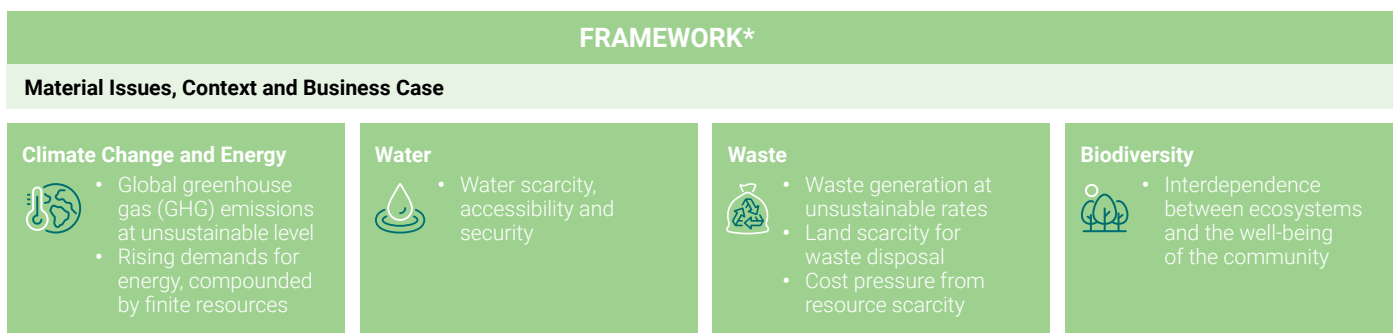 FRAMEWORK*
Material Issues, Context and Business Case
Climate Change and Energy
• Global greenhouse
gas (GHG) emissions
at unsustainable level
• Rising demands for
energy, compounded
by finite resources
Water
• Water scarcity,
accessibility and
security
Waste
• Waste generation at
unsustainable rates
• Land scarcity for
waste disposal
• Cost pressure from
resource scarcity
Biodiversity
• Interdependence
between ecosystems
and the well-being
of the community